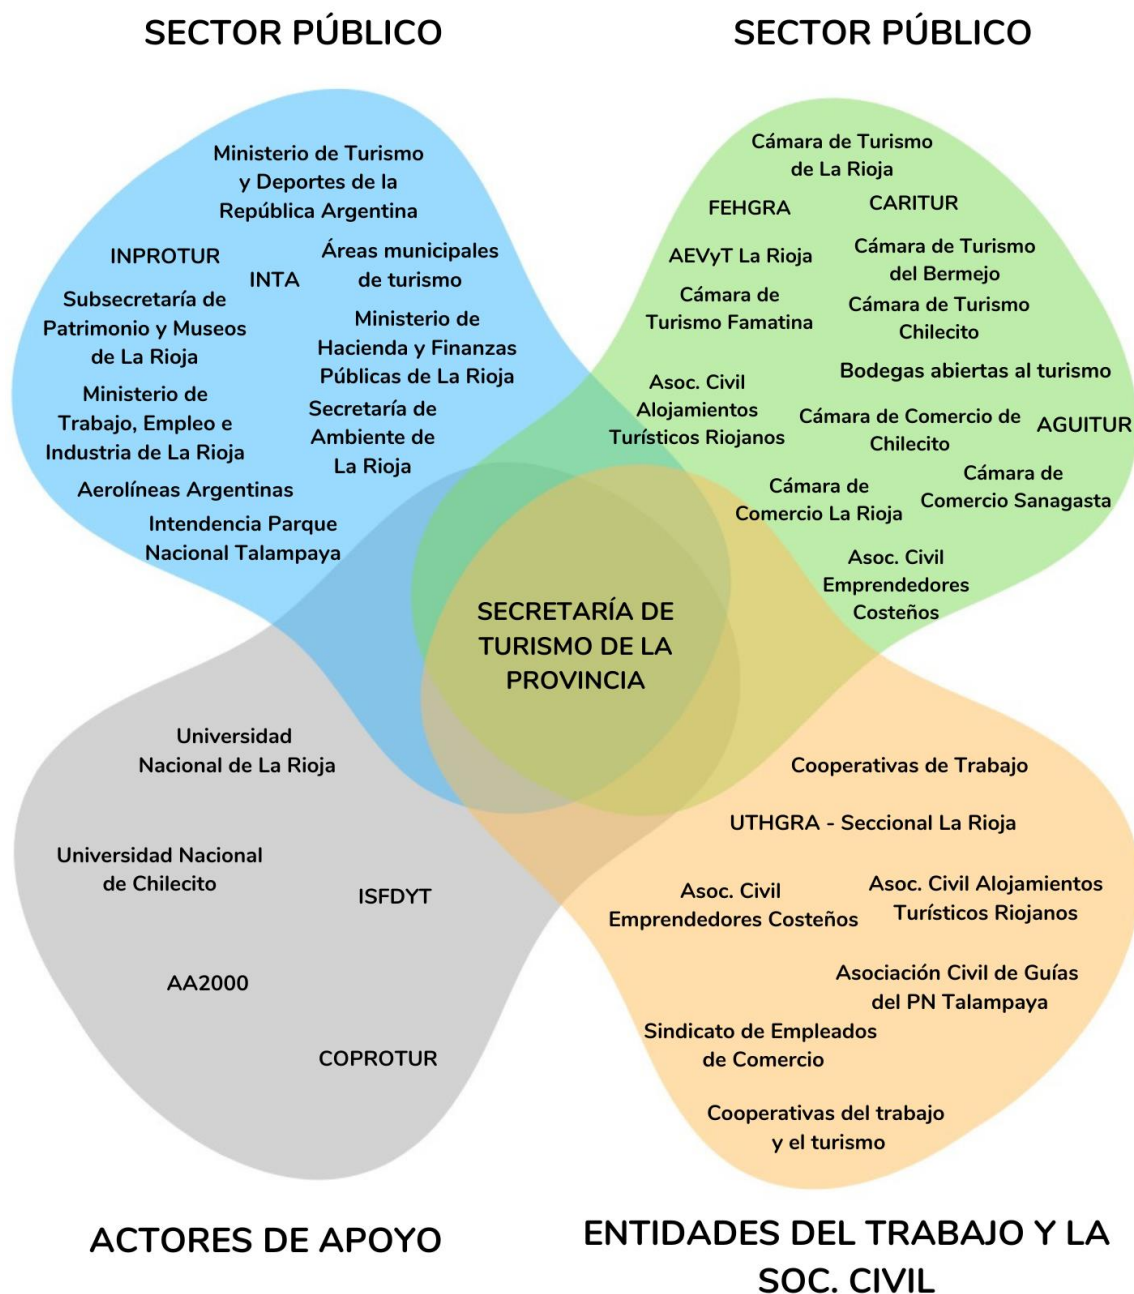 SECTOR PÚBLICO
SECTOR PÚBLICO
Ministerio de Turismo
y Deportes de la
República Argentina
INPROTUR
INTA
Áreas municipales
de turismo
Subsecretaría de
Patrimonio y Museos
de La Rioja
Ministerio de
Hacienda y Finanzas
Públicas de La Rioja
Ministerio de
Trabajo, Empleo e
Industria de La Rioja
Secretaría de
Ambiente de
La Rioja
Aerolíneas Argentinas
Intendencia Parque
Nacional Talampaya
Cámara de Turismo
de La Rioja
FEHGRA
CARITUR
AEVyT La Rioja
Cámara de Turismo
del Bermejo
Cámara de
Turismo Famatina
Cámara de Turismo
Chilecito
Bodegas abiertas al turismo
Asoc. Civil
Alojamientos
Turísticos Riojanos
Cámara de Comercio de
Chilecito
AGUITUR
Cámara de
Comercio La Rioja
Cámara de
Comercio Sanagasta
Asoc. Civil
Emprendedores
Costeños
SECRETARÍA DE
TURISMO DE LA
PROVINCIA
Universidad
Nacional de La Rioja
Universidad Nacional
de Chilecito
ISFDYT
AA2000
COPROTUR
Cooperativas de Trabajo
UTHGRA - Seccional La Rioja
Asoc. Civil
Emprendedores Costeños
Asoc. Civil Alojamientos
Turísticos Riojanos
Asociación Civil de Guías
del PN Talampaya
Sindicato de Empleados
de Comercio
Cooperativas del trabajo
y el turismo
ACTORES DE APOYO
ENTIDADES DEL TRABAJO Y LA
SOC. CIVIL